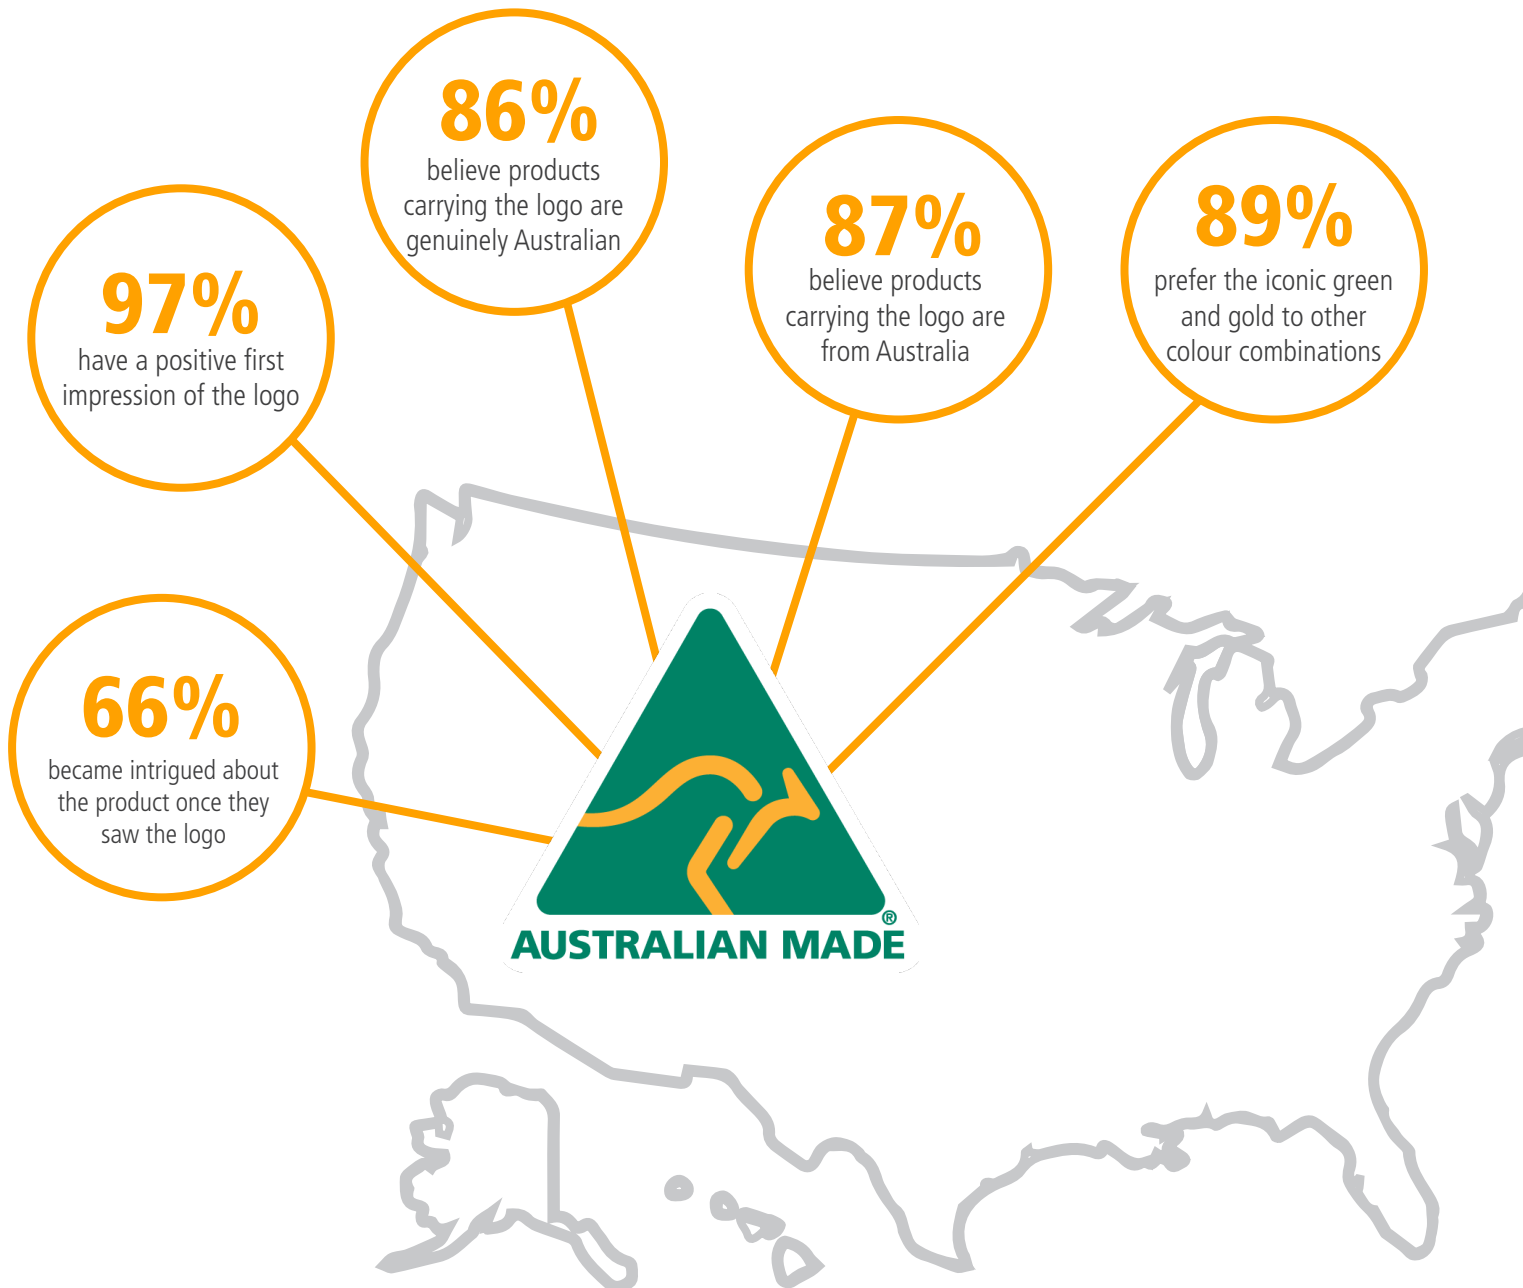 86%
believe products
carrying the logo are
genuinely Australian
87%
believe products
carrying the logo are
from Australia
89%
prefer the iconic green
and gold to other
colour combinations
97%
have a positive first
impression of the logo
66%
became intrigued about
the product once they
saw the logo
®
AUSTRALIAN MADE